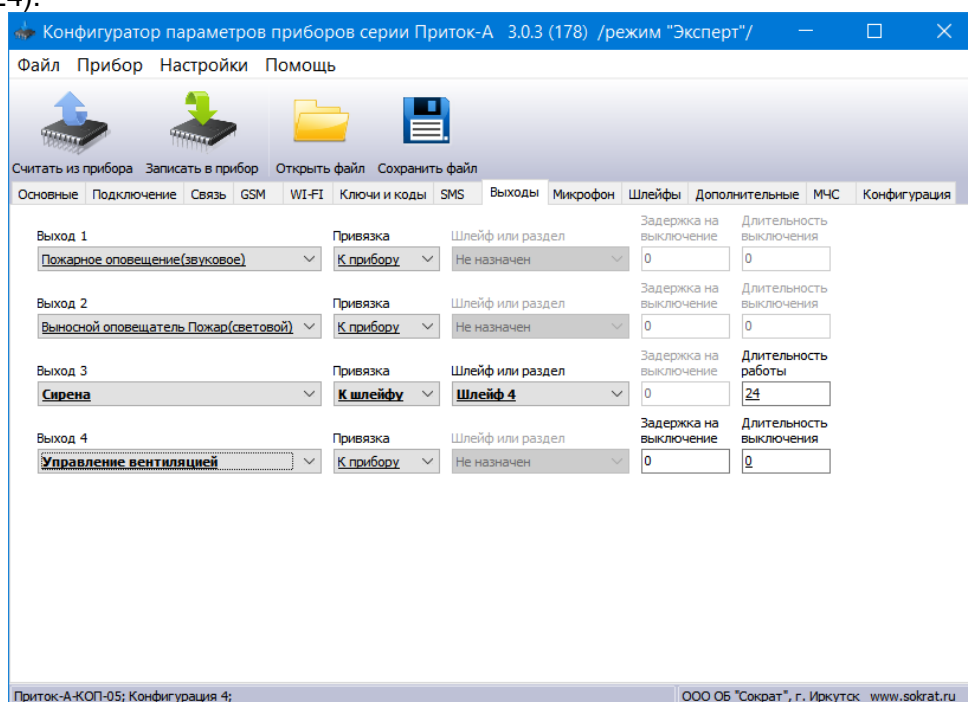 24).
Конфигуратор параметров приборов серии Приток-А 3.0.3 (178) /режим "Эксперт"/
Файл Прибор Настройки Помощь
Считать из прибора Записать в прибор Открыть файл Сохранить файл
Основные Подключение Связь GSM WI-FI Ключи и коды SMS Выходы Микрофон Шлейфы Дополнительные МЧС Конфигурация
Выход 1 Привязка Шлейф или раздел Задержка на выключение Длительность выключения
Пожарное оповещение(звуковое) К прибору Не назначен 0 0
Выход 2 Привязка Шлейф или раздел Задержка на выключение Длительность выключения
Выносной оповещатель Пожар(световой) К прибору Не назначен 0 0
Выход 3 Привязка Шлейф или раздел Задержка на выключение Длительность работы
Сирена К шлейфу Шлейф 4 0 24
Выход 4 Привязка Шлейф или раздел Задержка на выключение Длительность выключения
Управление вентиляцией К прибору Не назначен 0 0
Приток-А-КОП-05; Конфигурация 4; ООО ОБ "Сократ", г. Иркутск www.sokrat.ru